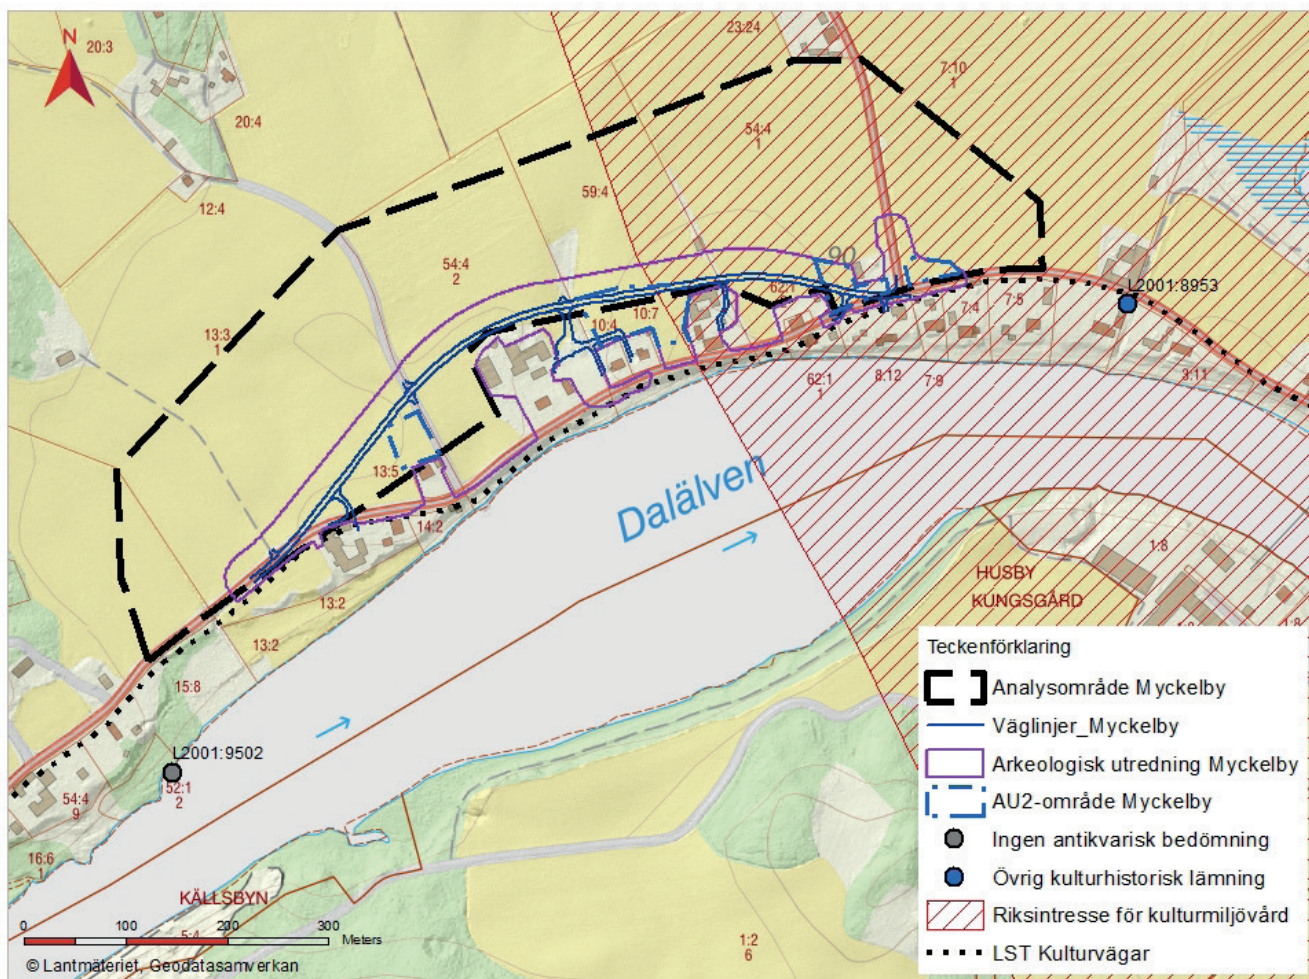 N
20:3
20:4
12:4
23:24
7:10
1
54:4
1
59:4
54:4
2
13:3
1
90
62:1
L2001:8953
7:4
7:5
10:4
10:7
62:1
1
8:12
7:9
3:11
13:5
14:2
Dalälven
13:2
13:2
15:8
L2001:9502
52:1
2
54:4
9
16:6
1
HUSBY
KUNGSGÅRD
1:8
1:8
KÄLLSBYN
5:4
1:2
6
0 100 200 300
Meters
© Lantmäteriet, Geodatasamverkan
Teckenförklaring
Analysområde Myckelby
Väglinjer_Myckelby
Arkeologisk utredning Myckelby
AU2-område Myckelby
Ingen antikvarisk bedömning
Övrig kulturhistorisk lämning
Riksintresse för kulturmiljövård
LST Kulturvägar